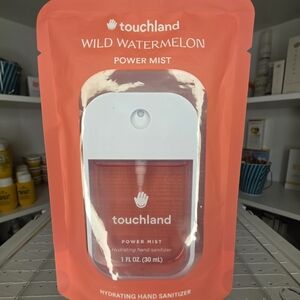 touchland
WILD WATERMELON
POWER MIST
touchland
POWER MIST
hydrating hand sanitizer
1 FL. OZ. (30 mL)
HYDRATING HAND SANITIZER